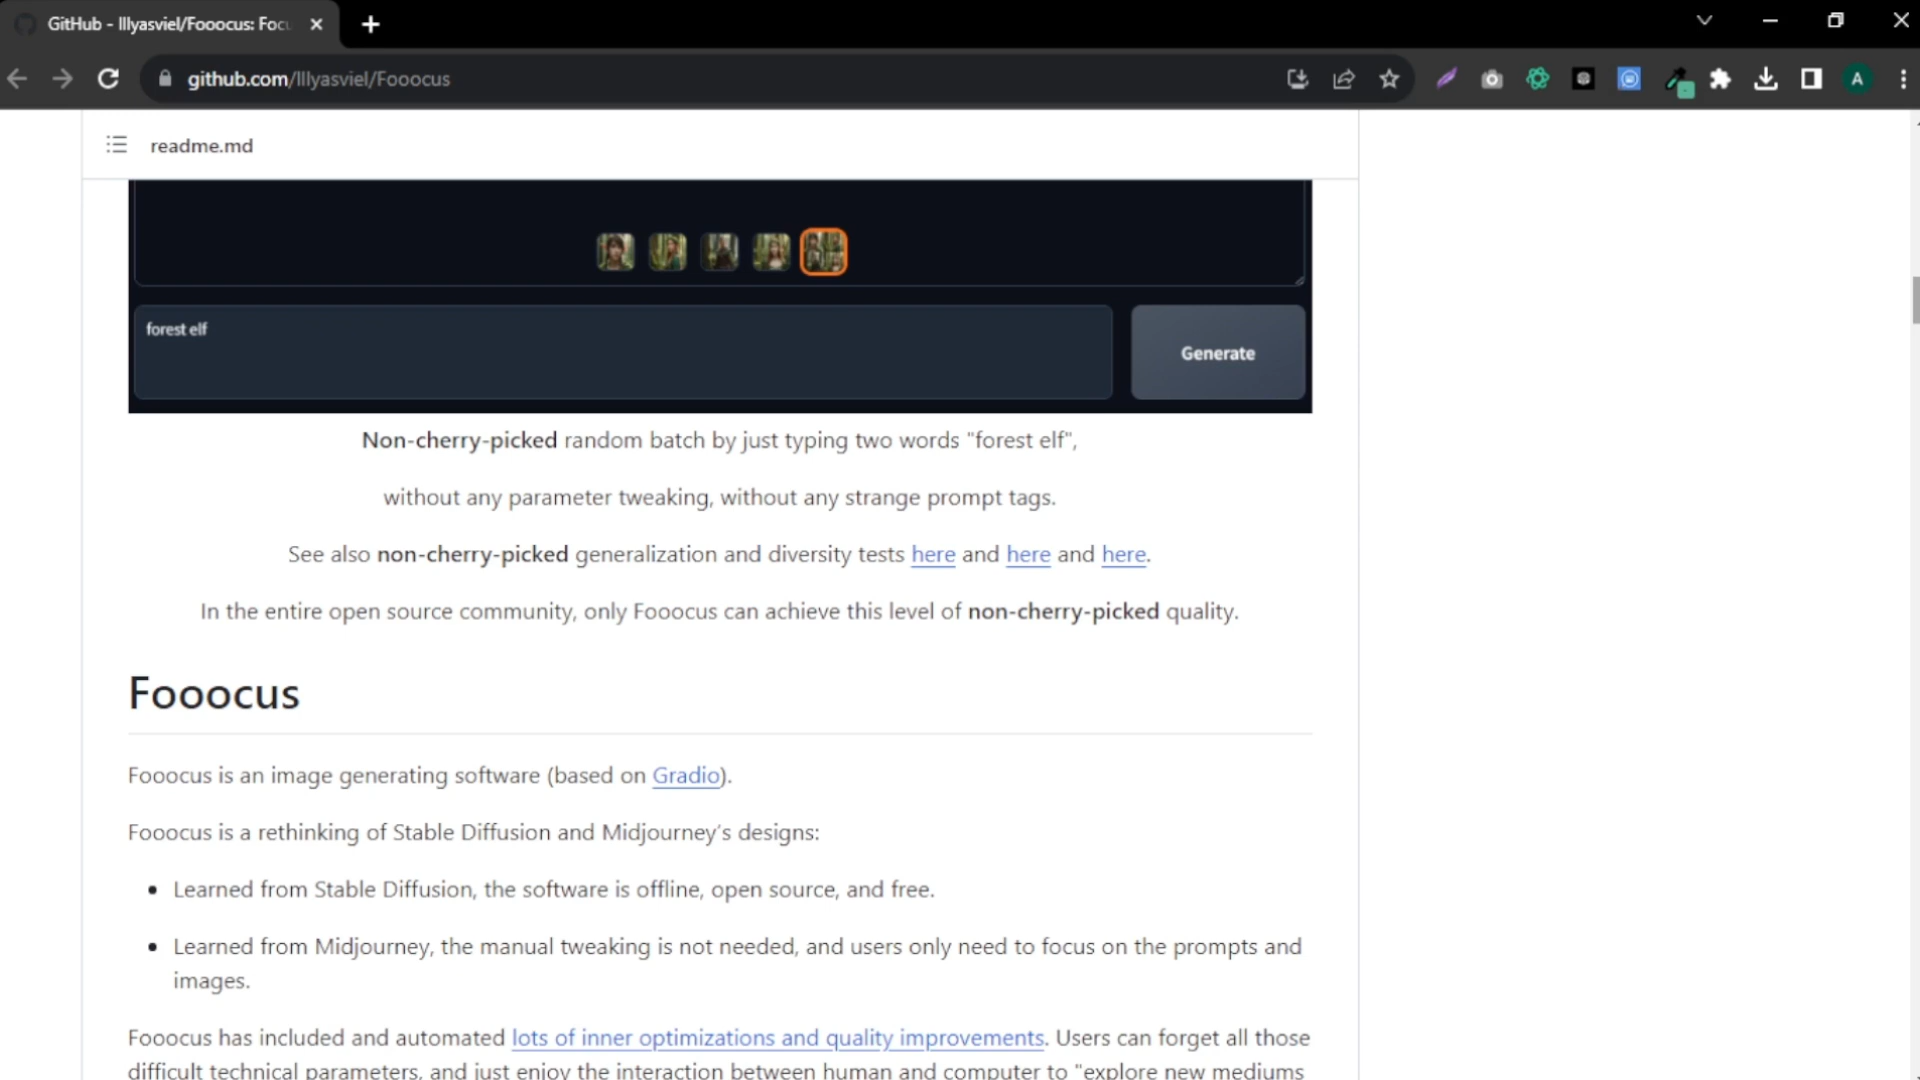 GitHub - lllyasviel/Fooocus: Focu
github.com/lllyasviel/Fooocus
A
readme.md
forest elf
Generate
Non-cherry-picked random batch by just typing two words "forest elf",
without any parameter tweaking, without any strange prompt tags.
See also non-cherry-picked generalization and diversity tests here and here and here.
In the entire open source community, only Fooocus can achieve this level of non-cherry-picked quality.
Fooocus
Fooocus is an image generating software (based on Gradio).
Fooocus is a rethinking of Stable Diffusion and Midjourney's designs:
• Learned from Stable Diffusion, the software is offline, open source, and free.
• Learned from Midjourney, the manual tweaking is not needed, and users only need to focus on the prompts and
images.
Fooocus has included and automated lots of inner optimizations and quality improvements. Users can forget all those
difficult technical parameters, and just enjoy the interaction between human and computer to "explore new mediums